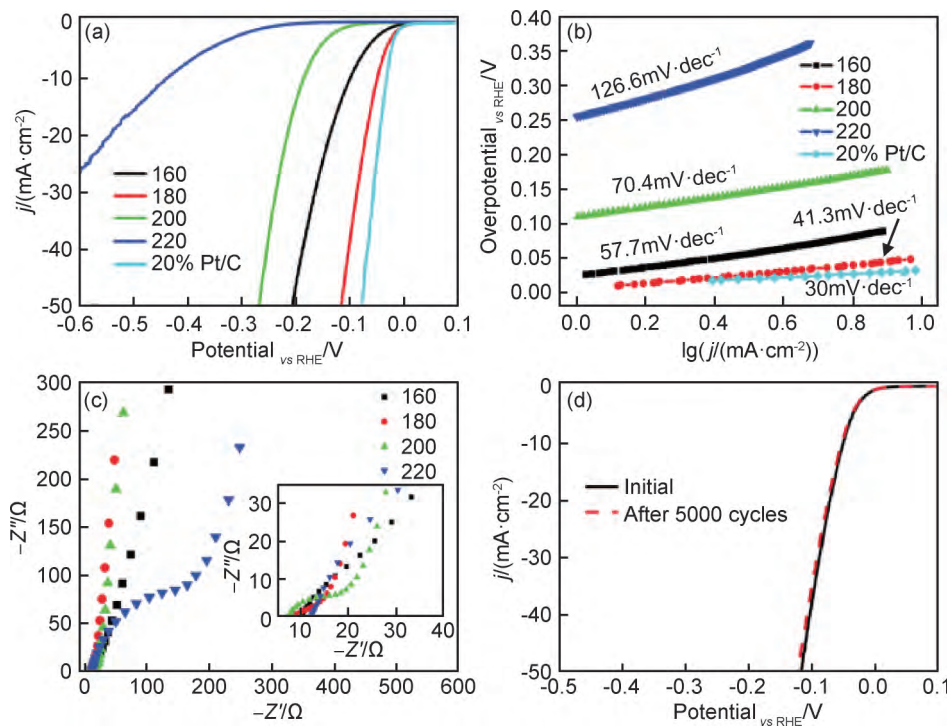 (a)
0
-10
-20
-30
-40
-50
j/(mA·cm⁻²)
160
180
200
220
20% Pt/C
-0.6 -0.5 -0.4 -0.3 -0.2 -0.1 0.0 0.1
Potential vs RHE/V
(b)
0.40
0.35
0.30
0.25
0.20
0.15
0.10
0.05
0.00
Overpotential vs RHE/V
126.6mV·dec⁻¹
160
180
200
220
20% Pt/C
70.4mV·dec⁻¹
41.3mV·dec⁻¹
57.7mV·dec⁻¹
30mV·dec⁻¹
0.0 0.2 0.4 0.6 0.8 1.0
lg(j/(mA·cm⁻²))
(c)
300
250
200
150
100
50
0
-Z″/Ω
160
180
200
220
30
20
10
0
-Z″/Ω
0 10 20 30 40
-Z′/Ω
0 100 200 300 400 500 600
-Z′/Ω
(d)
0
-10
-20
-30
-40
-50
j/(mA·cm⁻²)
Initial
After 5000 cycles
-0.5 -0.4 -0.3 -0.2 -0.1 0.0 0.1
Potential vs RHE/V